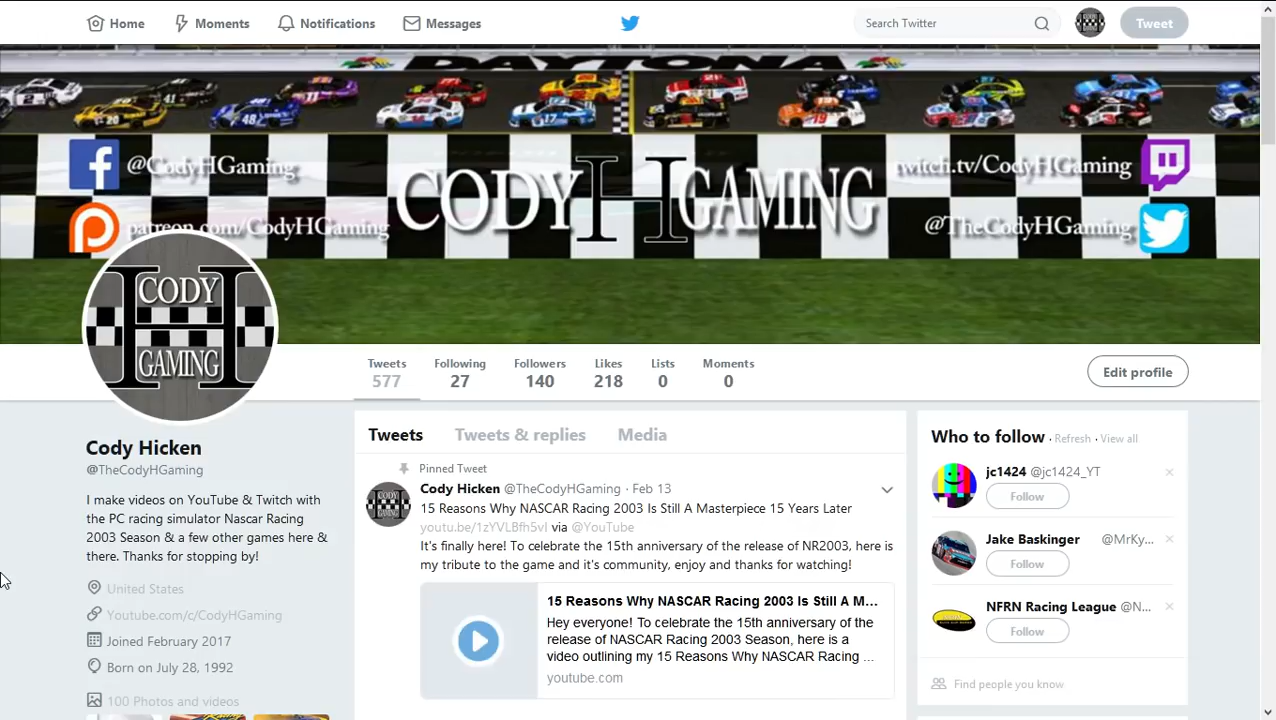 Home Moments Notifications Messages Search Twitter Tweet
DAYTONA
@CodyHGaming
patreon.com/CodyHGaming
CODY H GAMING
twitch.tv/CodyHGaming
@TheCodyHGaming
CODY
H
GAMING
Tweets Following Followers Likes Lists Moments
577 27 140 218 0 0
Edit profile
Cody Hicken
@TheCodyHGaming
I make videos on YouTube & Twitch with
the PC racing simulator Nascar Racing
2003 Season & a few other games here &
there. Thanks for stopping by!
United States
Youtube.com/c/CodyHGaming
Joined February 2017
Born on July 28, 1992
100 Photos and videos
Tweets Tweets & replies Media
Pinned Tweet
Cody Hicken @TheCodyHGaming · Feb 13
15 Reasons Why NASCAR Racing 2003 Is Still A Masterpiece 15 Years Later
youtu.be/1zYVLBfh5vI via @YouTube
It's finally here! To celebrate the 15th anniversary of the release of NR2003, here is
my tribute to the game and it's community, enjoy and thanks for watching!
15 Reasons Why NASCAR Racing 2003 Is Still A M...
Hey everyone! To celebrate the 15th anniversary of the
release of NASCAR Racing 2003 Season, here is a
video outlining my 15 Reasons Why NASCAR Racing ...
youtube.com
Who to follow · Refresh · View all
jc1424 @jc1424_YT
Follow
Jake Baskinger @MrKy...
Follow
NFRN Racing League @N...
Follow
Find people you know